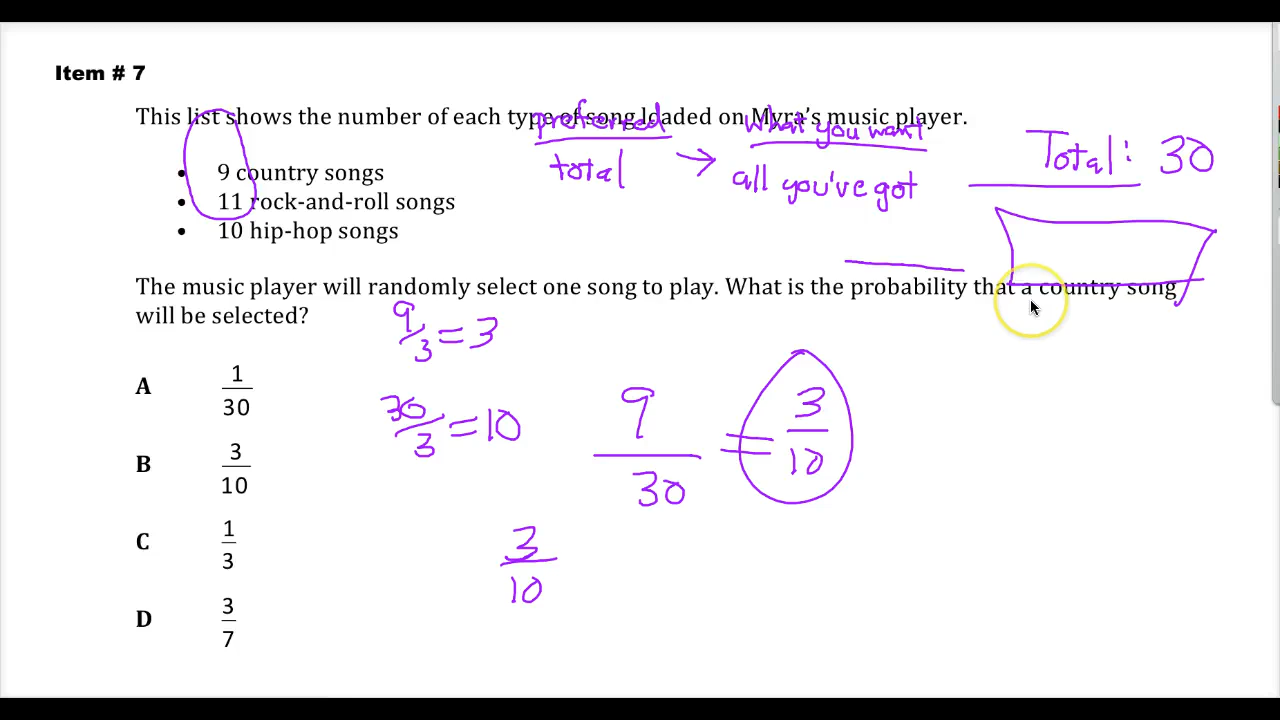 Item # 7
This list shows the number of each type of song loaded on Myra's music player.
preferred
total
What you want
all you've got
Total: 30
• 9 country songs
• 11 rock-and-roll songs
• 10 hip-hop songs
The music player will randomly select one song to play. What is the probability that a country song
will be selected?
9/3 = 3
30/3 = 10
9/30 = 3/10
3/10
A 1/30
B 3/10
C 1/3
D 3/7